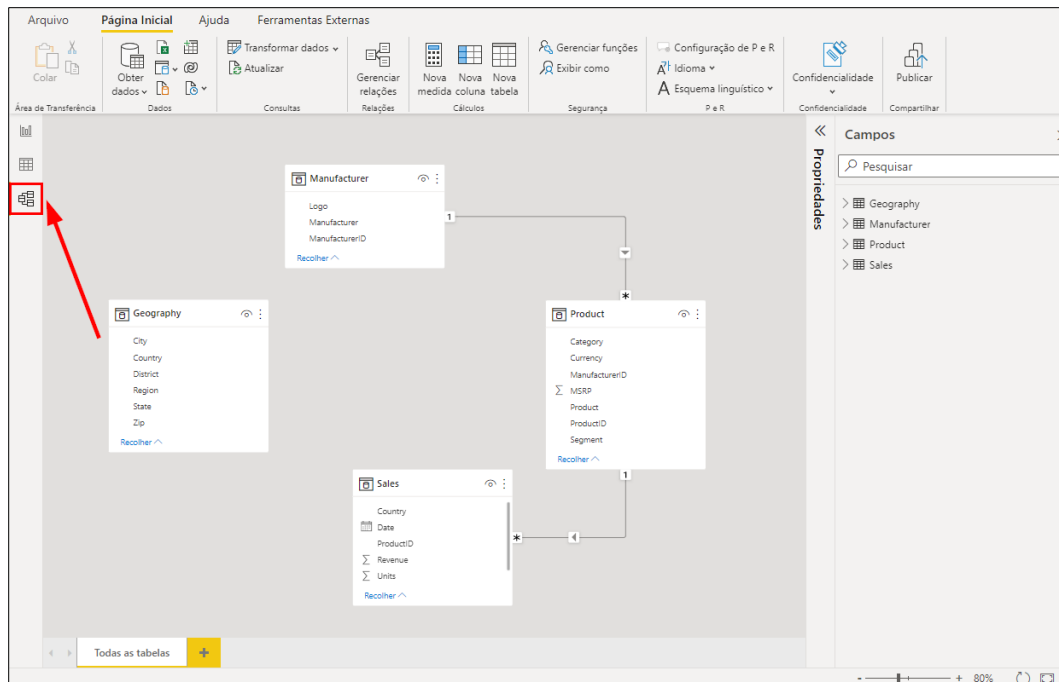 Arquivo Página Inicial Ajuda Ferramentas Externas
Colar
Obter dados
Transformar dados
Atualizar
Gerenciar relações
Nova medida
Nova coluna
Nova tabela
Gerenciar funções
Exibir como
Configuração de P e R
Idioma
Esquema linguístico
Confidencialidade
Publicar
Área de Transferência Dados Consultas Relações Cálculos Segurança P e R Confidencialidade Compartilhar
Manufacturer
Logo
Manufacturer
ManufacturerID
Recolher
1
*
Geography
City
Country
District
Region
State
Zip
Recolher
Product
Category
Currency
ManufacturerID
MSRP
Product
ProductID
Segment
Recolher
1
*
Sales
Country
Date
ProductID
Revenue
Units
Recolher
Propriedades
Campos
Pesquisar
Geography
Manufacturer
Product
Sales
Todas as tabelas
+
- + 80%